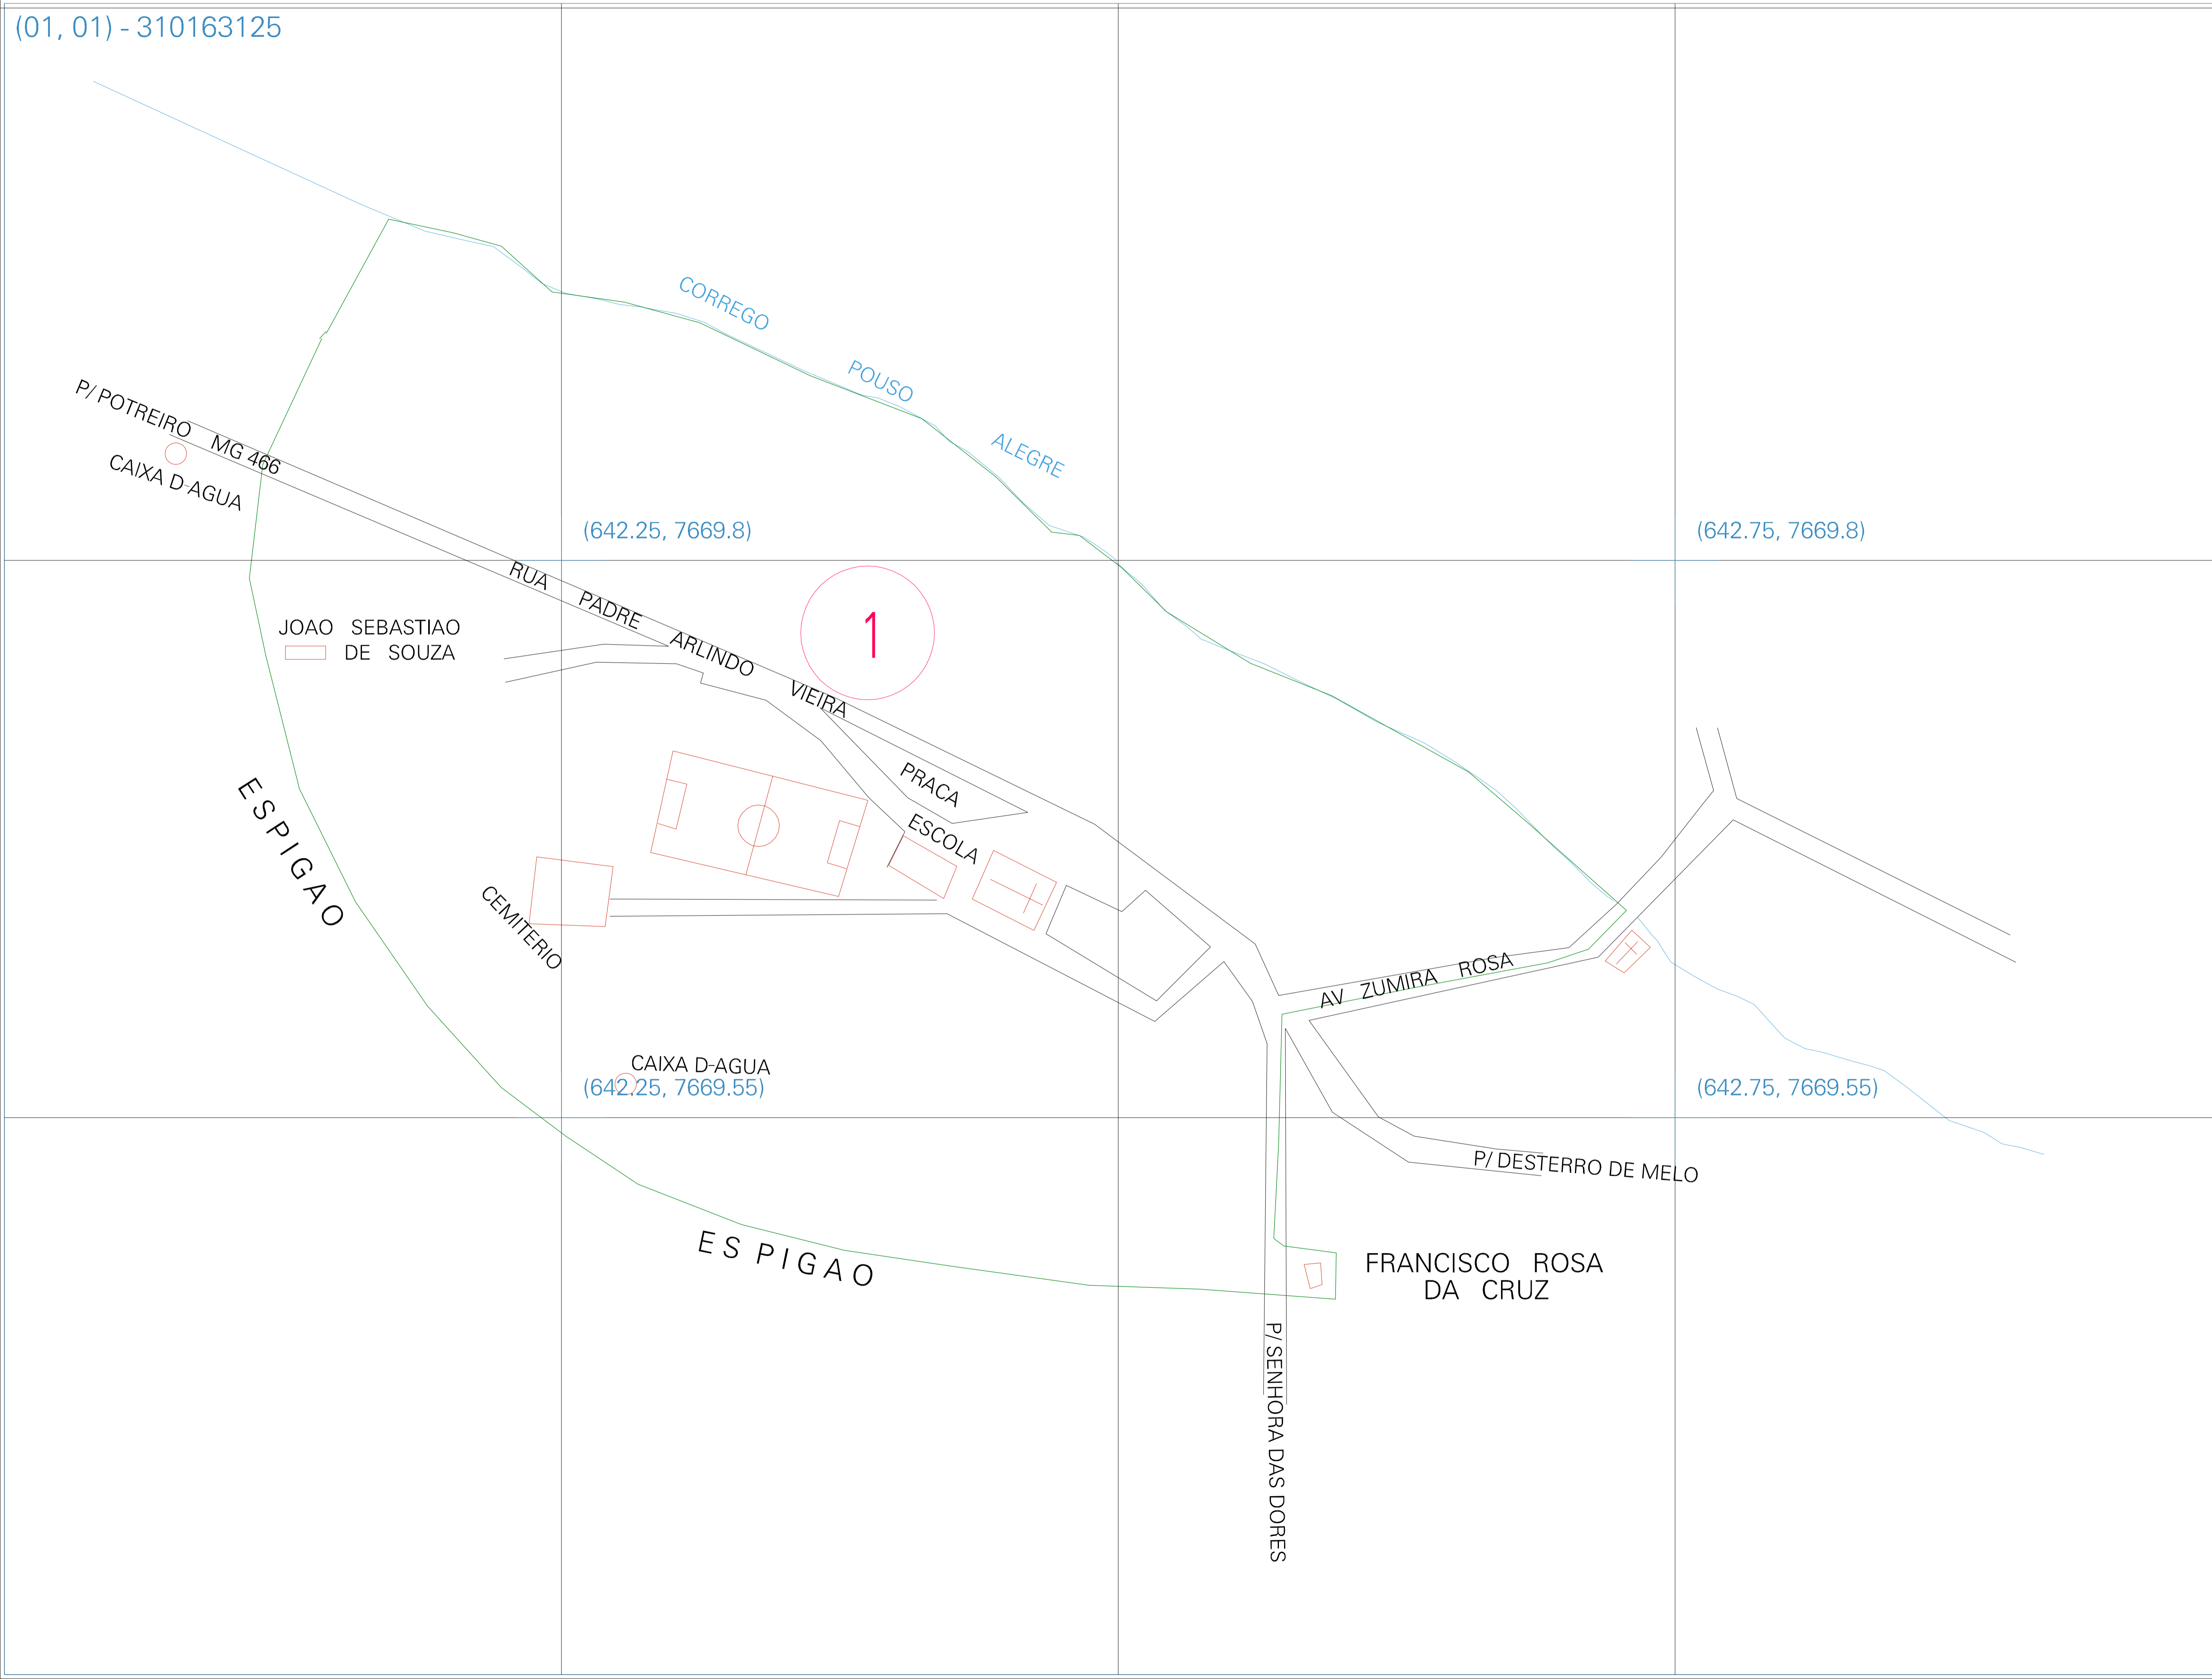 (01, 01) - 310163125
CORREGO POUSO ALEGRE
P/ POTREIRO MG 466
CAIXA D-AGUA
(642.25, 7669.8)
(642.75, 7669.8)
RUA PADRE ARLINDO VIEIRA
1
JOAO SEBASTIAO
DE SOUZA
PRACA
ESCOLA
ESPIGAO
CEMITERIO
AV ZUMIRA ROSA
CAIXA D-AGUA
(642.25, 7669.55)
(642.75, 7669.55)
P/ DESTERRO DE MELO
ESPIGAO
FRANCISCO ROSA
DA CRUZ
P/ SENHORA DAS DORES